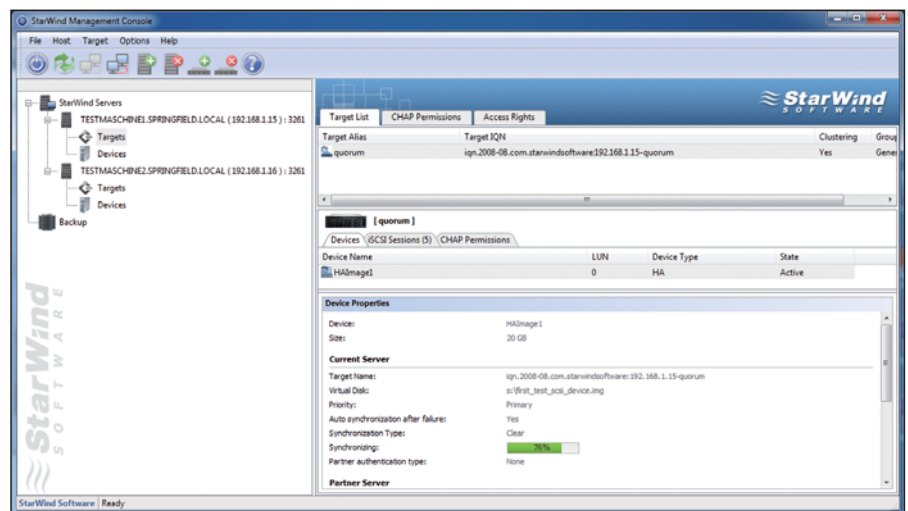 StarWind Management Console
File Host Target Options Help
StarWind Servers
TESTMASCHINE1.SPRINGFIELD.LOCAL (192.168.1.15) : 3261
Targets
Devices
TESTMASCHINE2.SPRINGFIELD.LOCAL (192.168.1.16) : 3261
Targets
Devices
Backup
StarWind
SOFTWARE
StarWind
SOFTWARE
Target List CHAP Permissions Access Rights
Target Alias Target IQN Clustering Group
quorum iqn.2008-08.com.starwindsoftware:192.168.1.15-quorum Yes Gene
[ quorum ]
Devices iSCSI Sessions (5) CHAP Permissions
Device Name LUN Device Type State
HAImage1 0 HA Active
Device Properties
Device: HAImage1
Size: 20 GB
Current Server
Target Name: iqn.2008-08.com.starwindsoftware:192.168.1.15-quorum
Virtual Disk: s:\first_test_scsi_device.img
Priority: Primary
Auto synchronization after failure: Yes
Synchronization Type: Clear
Synchronizing: 76%
Partner authentication type: None
Partner Server
StarWind Software Ready